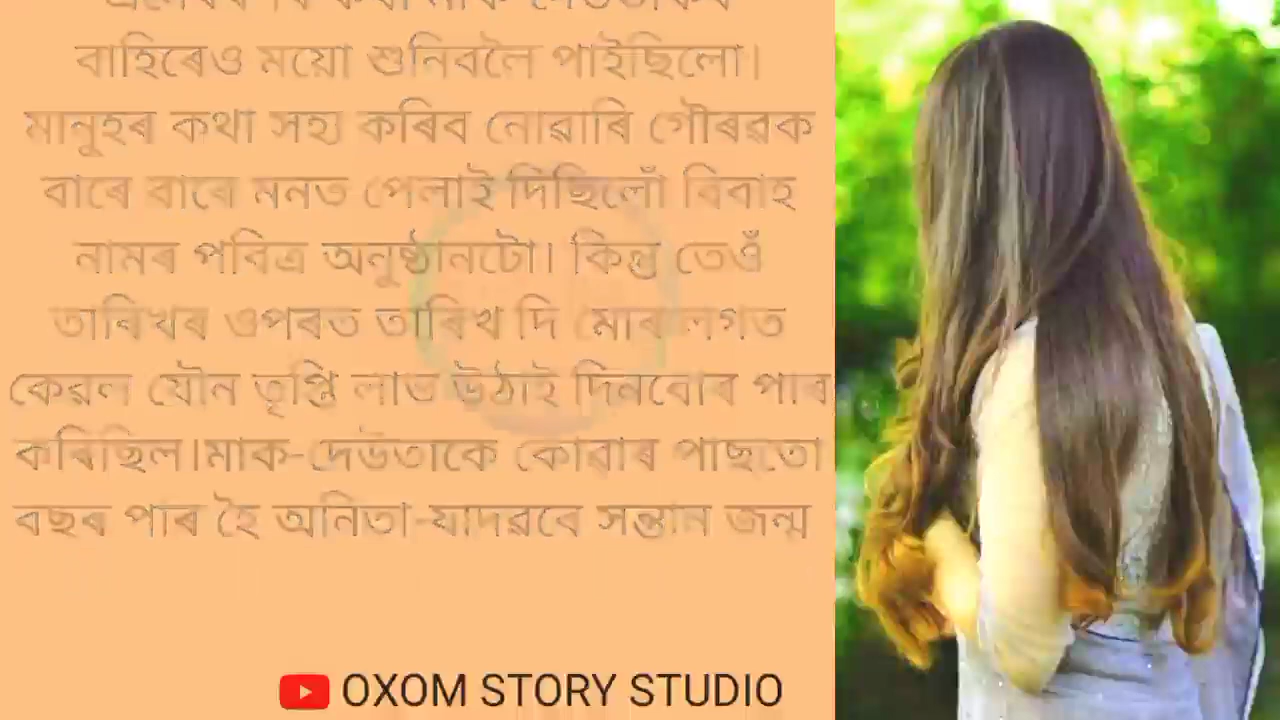 বাহিৰেও ময়ো শুনিবলৈ পাইছিলো।
মানুহৰ কথা সহ্য কৰিব নোৱাৰি গৌৰৱক
বাৰে বাৰে মনত পেলাই দিছিলোঁ বিবাহ
নামৰ পবিত্ৰ অনুষ্ঠানটো। কিন্তু তেওঁ
তাৰিখৰ ওপৰত তাৰিখ দি মোৰ লগত
কেৱল যৌন তৃপ্তি লাভ উঠাই দিনবোৰ পাৰ
কৰিছিল।মাক-দেউতাকে কোৱাৰ পাছতো
বছৰ পাৰ হৈ অনিতা-যাদৱৰে সন্তান জন্ম
OXOM STORY STUDIO